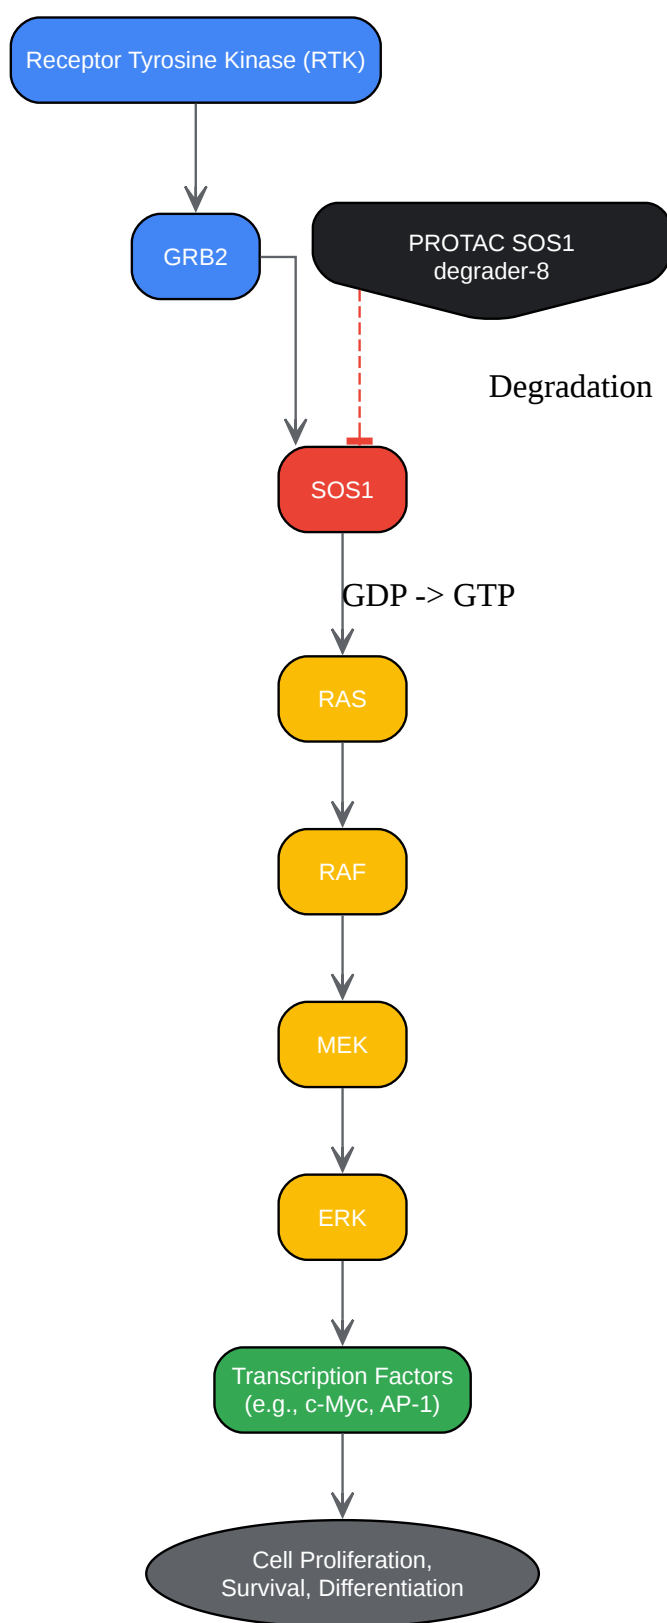 Receptor Tyrosine Kinase (RTK)
GRB2
PROTAC SOS1
degrader-8
Degradation
SOS1
GDP -> GTP
RAS
RAF
MEK
ERK
Transcription Factors
(e.g., c-Myc, AP-1)
Cell Proliferation,
Survival, Differentiation